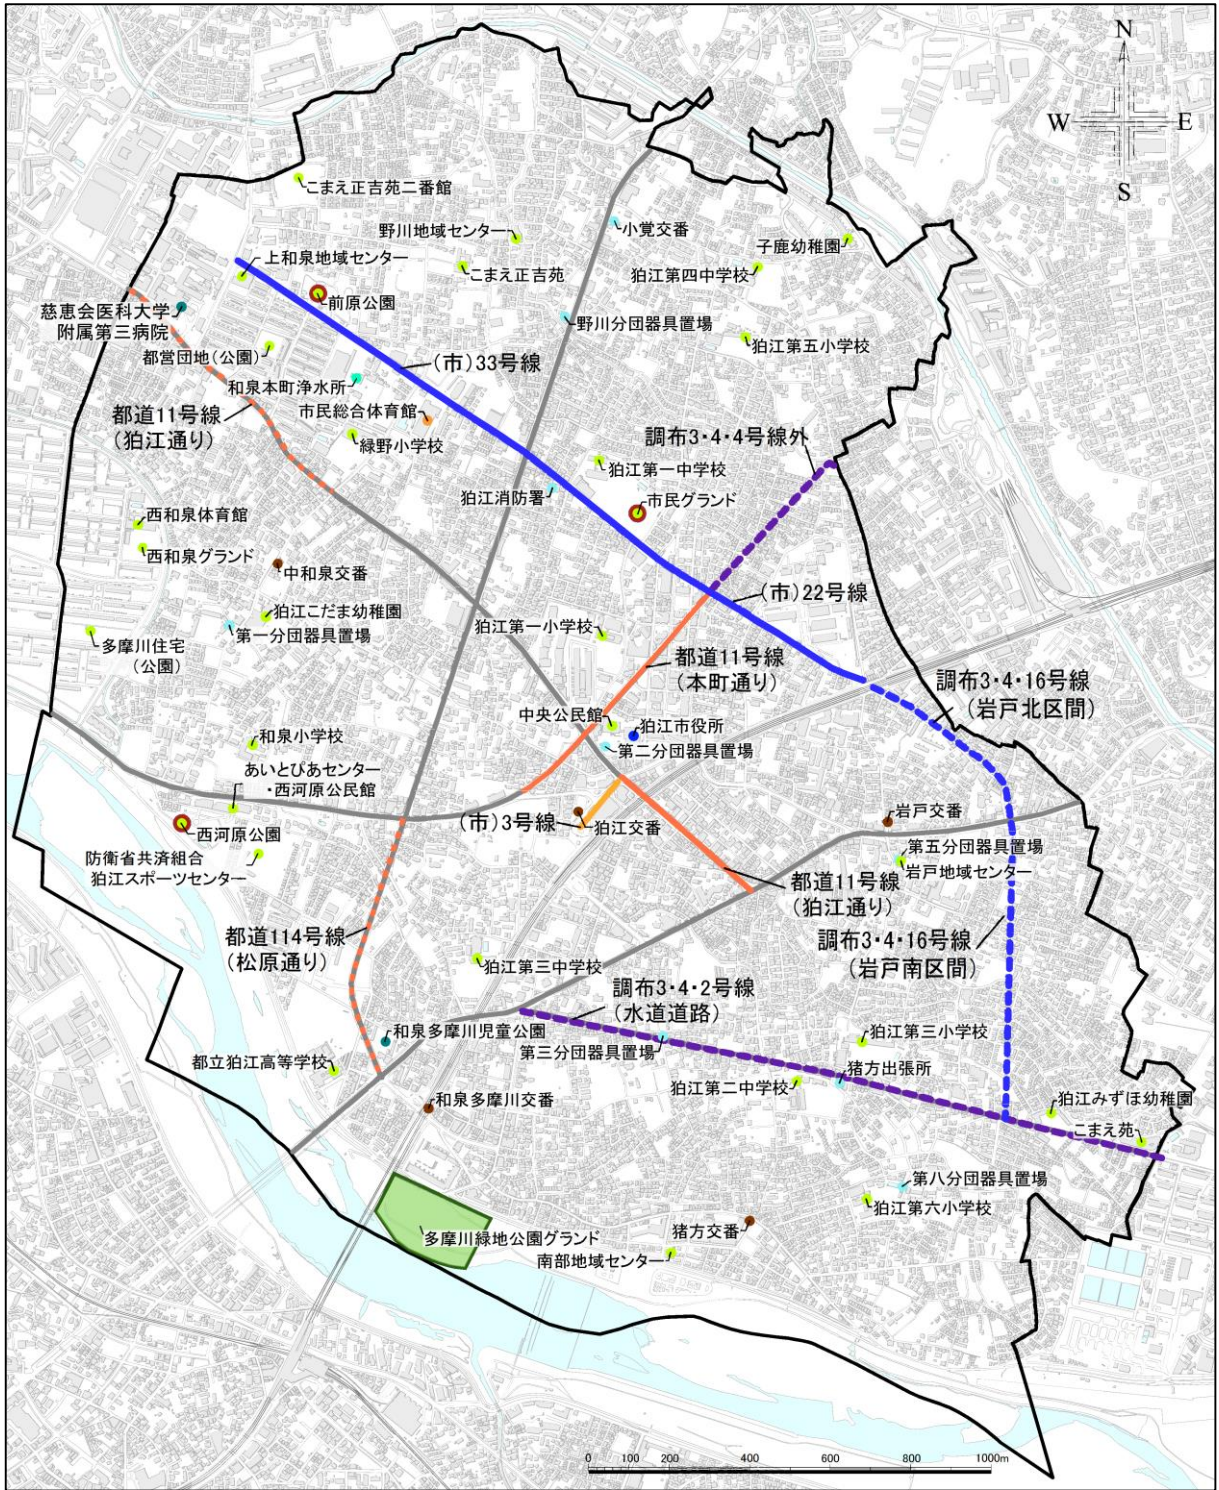 N
W E
S
こまえ正吉苑二番館
野川地域センター
小覚交番
子鹿幼稚園
上和泉地域センター
こまえ正吉苑
狛江第四中学校
前原公園
慈恵会医科大学
附属第三病院
野川分団器具置場
狛江第五小学校
都営団地(公園)
(市)33号線
和泉本町浄水所
都道11号線
(狛江通り)
市民総合体育館
緑野小学校
調布3・4・4号線外
狛江第一中学校
狛江消防署
市民グランド
西和泉体育館
西和泉グランド
中和泉交番
(市)22号線
狛江こだま幼稚園
第一分団器具置場
狛江第一小学校
多摩川住宅
(公園)
都道11号線
(本町通り)
調布3・4・16号線
(岩戸北区間)
中央公民館
狛江市役所
第二分団器具置場
和泉小学校
あいとぴあセンター
・西河原公民館
岩戸交番
(市)3号線
狛江交番
西河原公園
第五分団器具置場
岩戸地域センター
防衛省共済組合
狛江スポーツセンター
都道11号線
(狛江通り)
都道114号線
(松原通り)
調布3・4・16号線
(岩戸南区間)
狛江第三中学校
調布3・4・2号線
(水道道路)
和泉多摩川児童公園
狛江第三小学校
第三分団器具置場
都立狛江高等学校
猪方出張所
狛江第二中学校
和泉多摩川交番
狛江みずほ幼稚園
こまえ苑
第八分団器具置場
狛江第六小学校
多摩川緑地公園グランド
猪方交番
南部地域センター
0 100 200 400 600 800 1000m